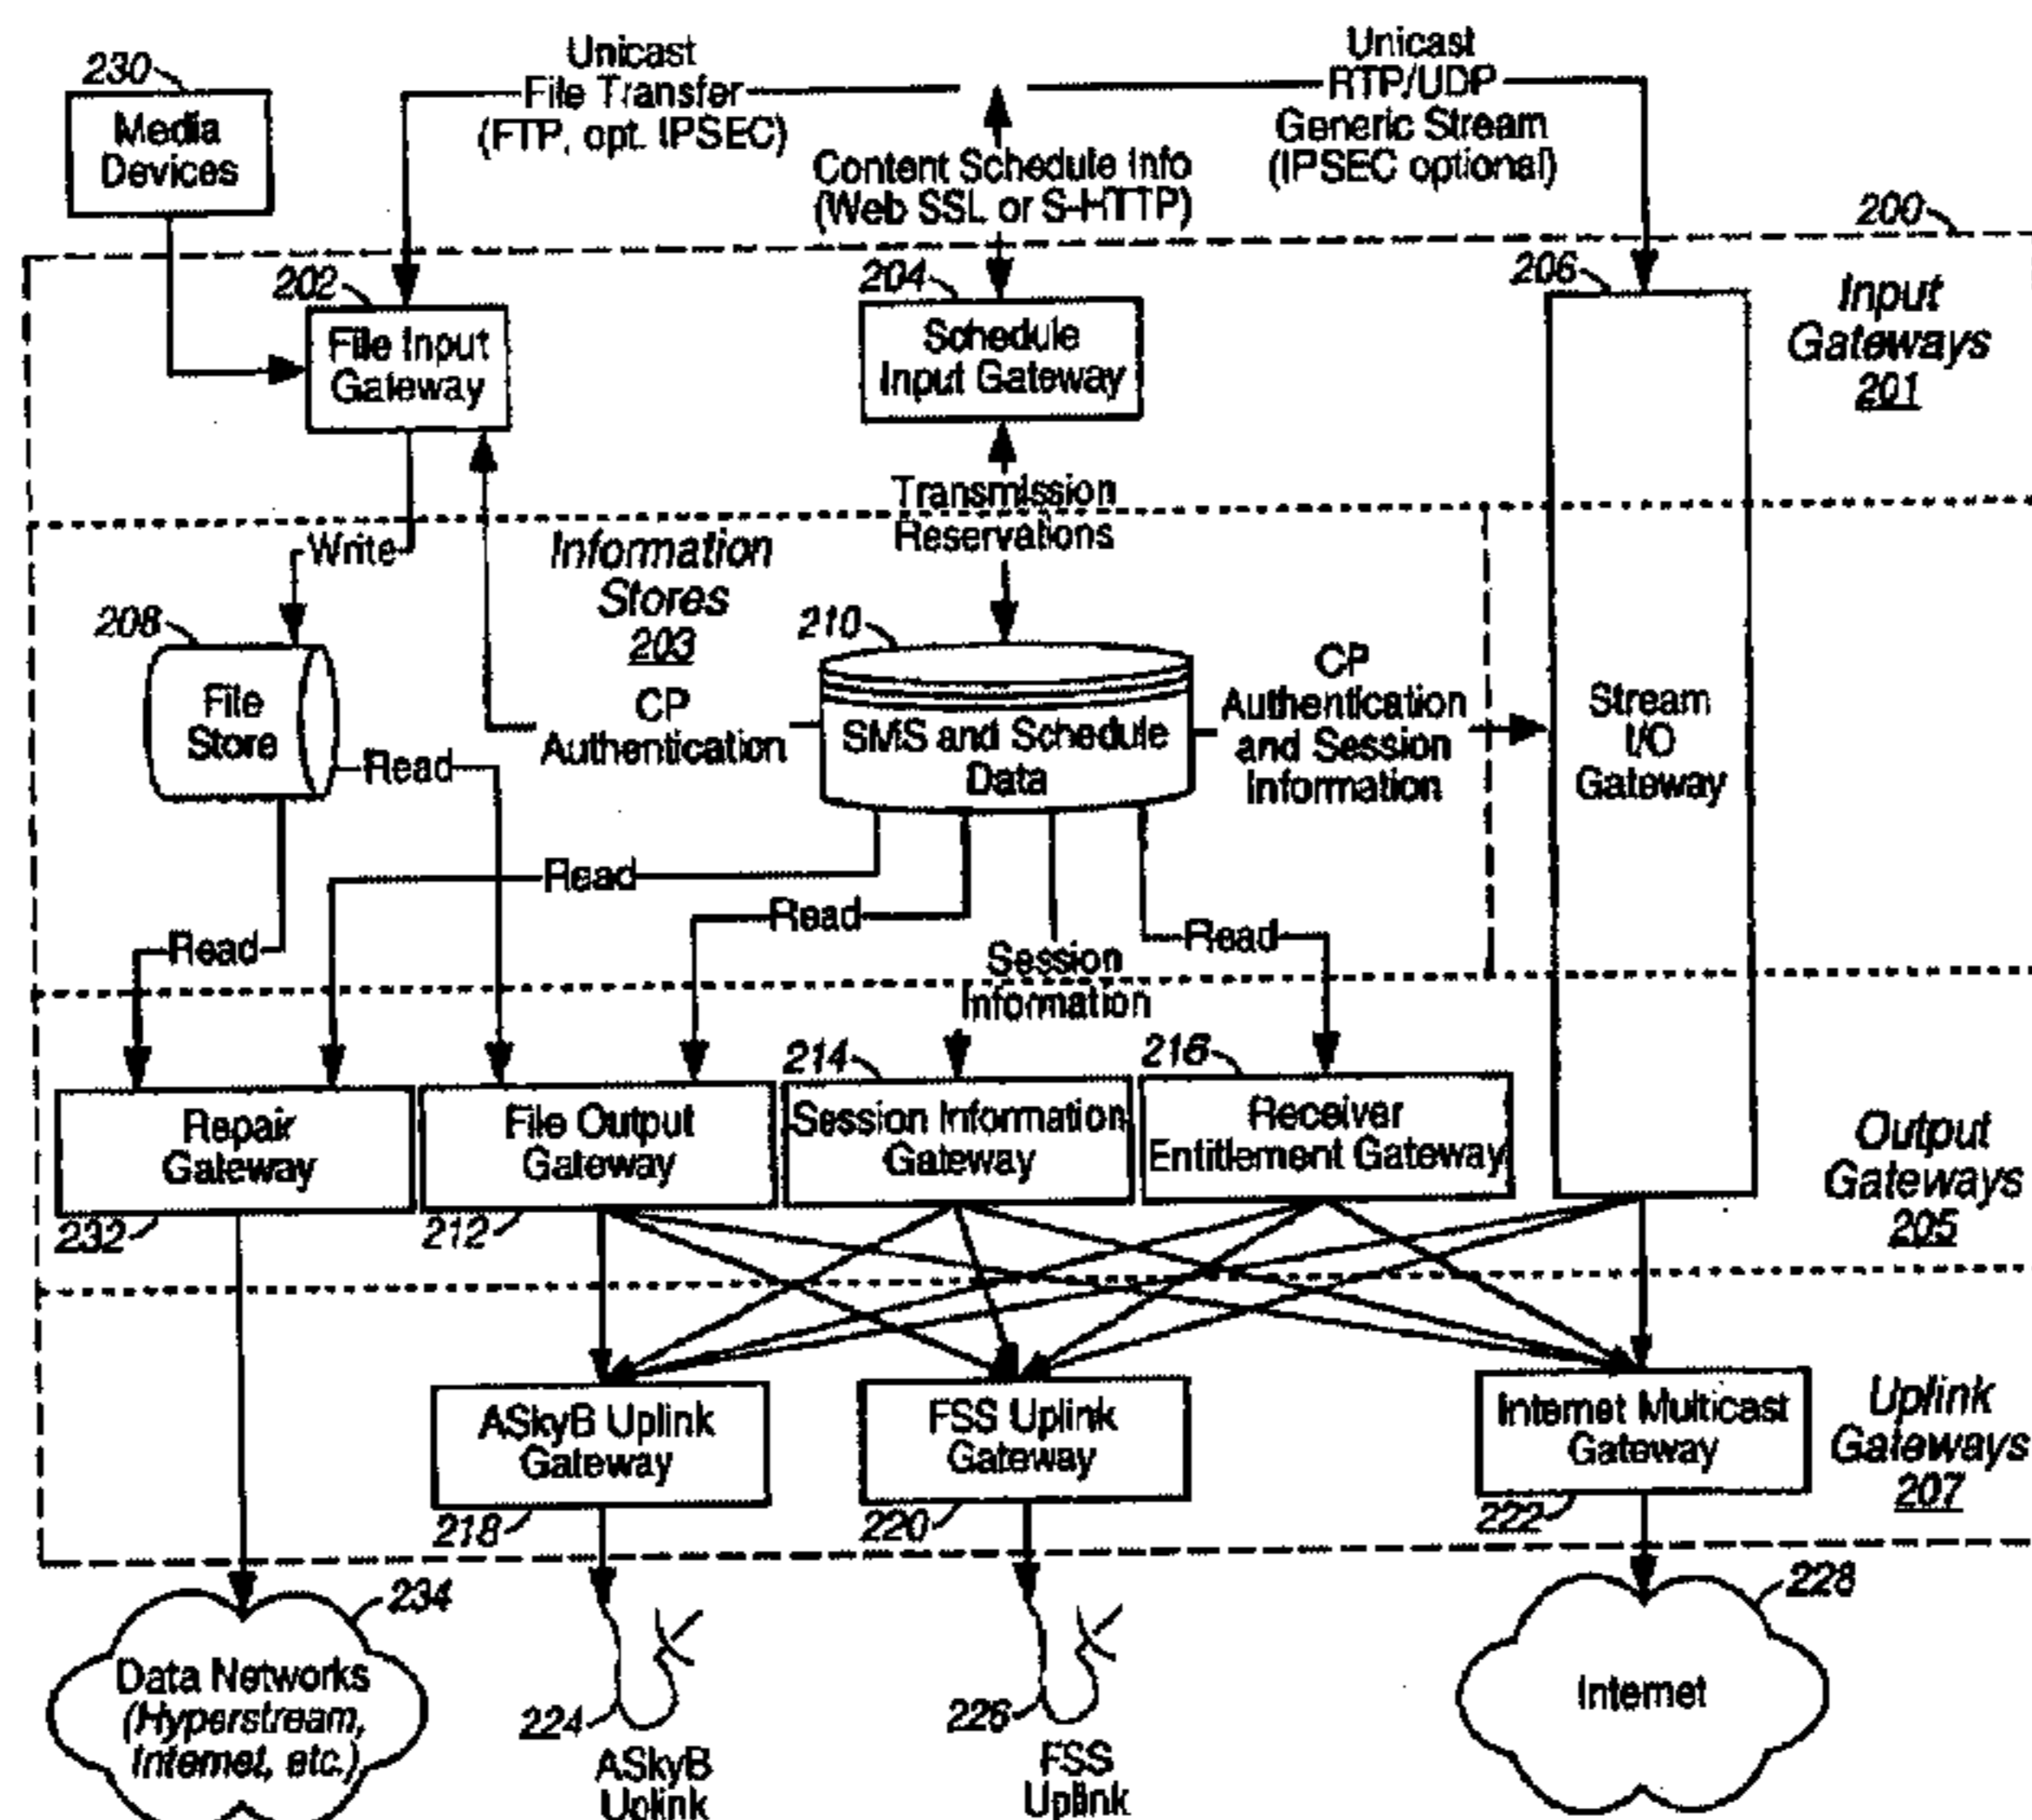 230
Media
Devices
Unicast
File Transfer
(FTP, opt. IPSEC)
Content Schedule Info
(Web SSL or S-HTTP)
Unicast
RTP/UDP
Generic Stream
(IPSEC optional)
200
202
File Input
Gateway
204
Schedule
Input Gateway
206
Input
Gateways
201
Transmission
Reservations
Write
Information
Stores
203
208
File
Store
210
SMS and Schedule
Data
CP
Authentication
CP
Authentication
and Session
Information
Stream
I/O
Gateway
Read
Read
Read
Read
Read
Session
Information
214
216
Repair
Gateway
232
File Output
Gateway
212
Session Information
Gateway
Receiver
Entitlement Gateway
Output
Gateways
205
ASkyB Uplink
Gateway
218
FSS Uplink
Gateway
220
Internet Multicast
Gateway
222
Uplink
Gateways
207
234
Data Networks
(Hyperstream,
Internet, etc.)
224
ASkyB
Uplink
226
FSS
Uplink
228
Internet